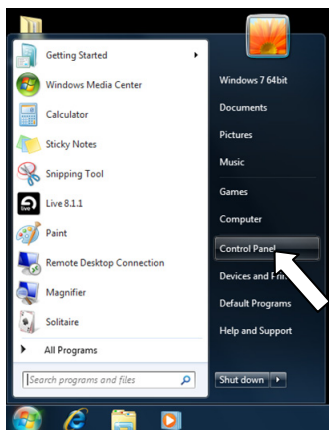 Getting Started
Windows Media Center
Calculator
Sticky Notes
Snipping Tool
Live 8.1.1
Paint
Remote Desktop Connection
Magnifier
Solitaire
All Programs
Search programs and files
Windows 7 64bit
Documents
Pictures
Music
Games
Computer
Control Panel
Devices and
Default Programs
Help and Support
Shut down